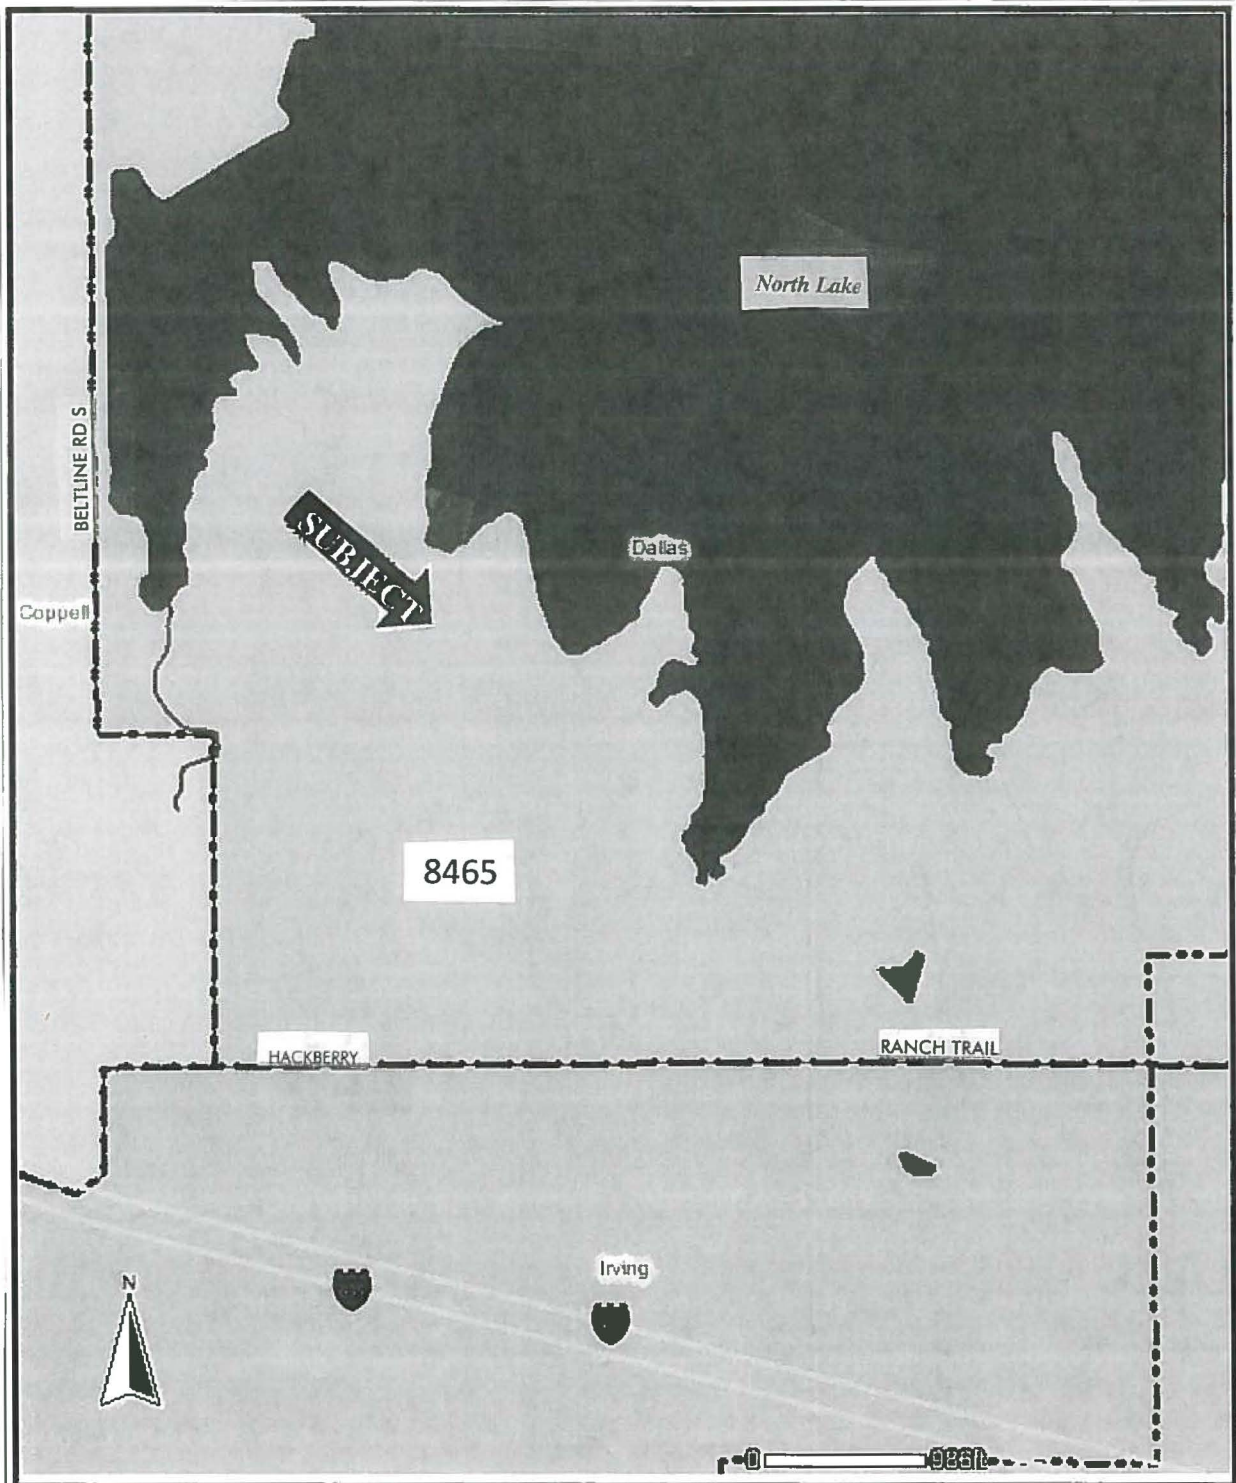 North Lake
BELTLINE RD S
SUBJECT
Dallas
Coppell
8465
HACKBERRY
RANCH TRAIL
Irving
N
0